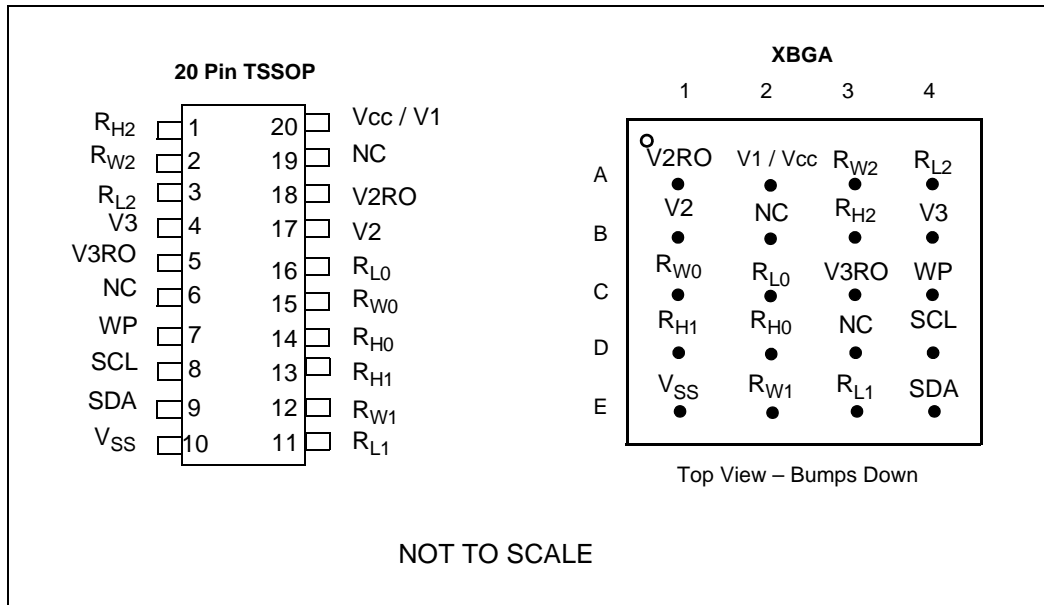 20 Pin TSSOP
RH2 1 20 Vcc / V1
RW2 2 19 NC
RL2 3 18 V2RO
V3 4 17 V2
V3RO 5 16 RL0
NC 6 15 RW0
WP 7 14 RH0
SCL 8 13 RH1
SDA 9 12 RW1
VSS 10 11 RL1
XBGA
1 2 3 4
A V2RO V1 / Vcc RW2 RL2
B V2 NC RH2 V3
C RW0 RL0 V3RO WP
D RH1 RH0 NC SCL
E VSS RW1 RL1 SDA
Top View – Bumps Down
NOT TO SCALE